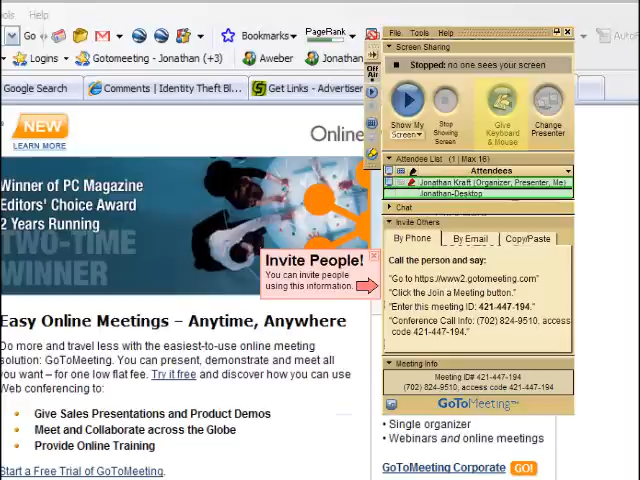 Help
Go
PageRank
Bookmarks
Auto
Logins
Gotomeeting - Jonathan (+3)
Aweber
Jonathan
Google Search
Comments | Identity Theft Bl...
Get Links - Advertiser
NEW
LEARN MORE
Online
Winner of PC Magazine
Editors' Choice Award
2 Years Running
TWO-TIME
WINNER
Easy Online Meetings – Anytime, Anywhere
Do more and travel less with the easiest-to-use online meeting
solution: GoToMeeting. You can present, demonstrate and meet all
you want – for one low flat fee. Try it free and discover how you can use
Web conferencing to:
• Give Sales Presentations and Product Demos
• Meet and Collaborate across the Globe
• Provide Online Training
Start a Free Trial of GoToMeeting.
Invite People!
You can invite people
using this information.
File Tools Help
Screen Sharing
Stopped: no one sees your screen
Off
Air
Show My
Screen
Stop
Showing
Screen
Give
Keyboard
& Mouse
Change
Presenter
Attendee List (1 | Max 16)
Attendees
Jonathan Kraft (Organizer, Presenter, Me)
Jonathan-Desktop
Chat
Invite Others
By Phone By Email Copy/Paste
Call the person and say:
"Go to https://www2.gotomeeting.com"
"Click the Join a Meeting button."
"Enter this meeting ID: 421-447-194."
"Conference Call Info: (702) 824-9510, access
code 421-447-194."
Meeting Info
Meeting ID# 421-447-194
(702) 824-9510, access code 421-447-194
GoToMeeting™
• Single organizer
• Webinars and online meetings
GoToMeeting Corporate GO!